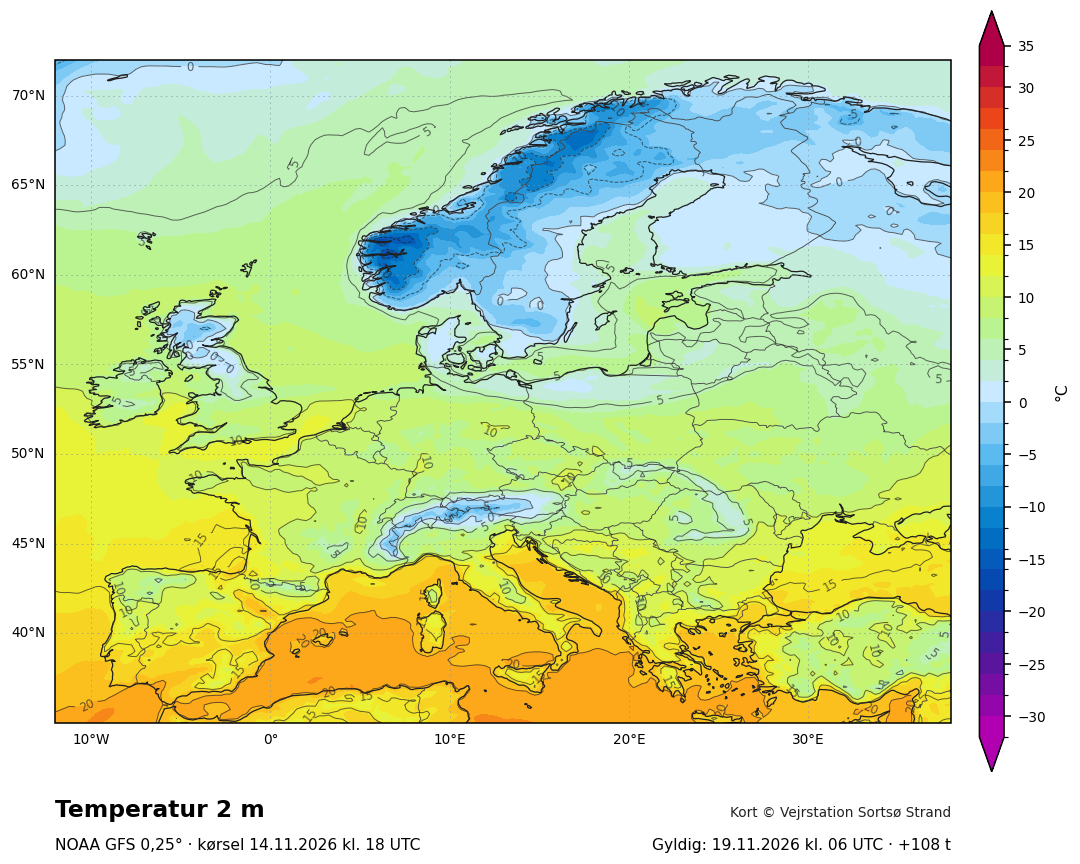 70°N
65°N
60°N
55°N
50°N
45°N
40°N
10°W
0°
10°E
20°E
30°E
35
30
25
20
15
10
5
0
−5
−10
−15
−20
−25
−30
°C
Temperatur 2 m
Kort © Vejrstation Sortsø Strand
NOAA GFS 0,25° · kørsel 14.11.2026 kl. 18 UTC
Gyldig: 19.11.2026 kl. 06 UTC · +108 t